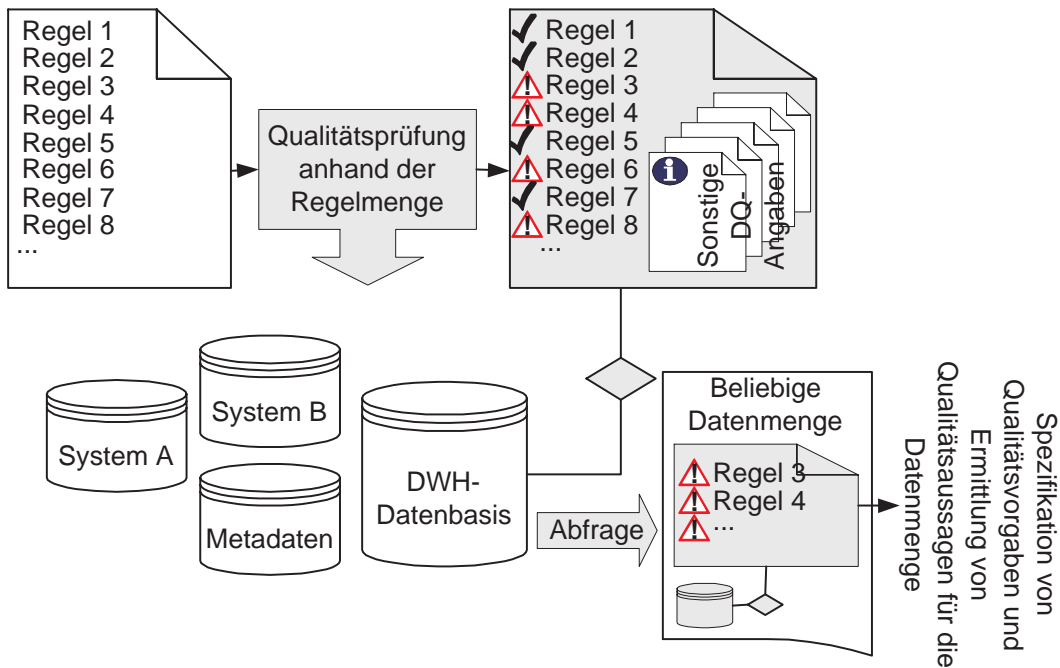 Regel 1
Regel 2
Regel 3
Regel 4
Regel 5
Regel 6
Regel 7
Regel 8
...
Qualitätsprüfung
anhand der
Regelmenge
Regel 1
Regel 2
Regel 3
Regel 4
Regel 5
Regel 6
Regel 7
Regel 8
...
Sonstige
DQ-
Angaben
System A
System B
Metadaten
DWH-
Datenbasis
Abfrage
Beliebige
Datenmenge
Regel 3
Regel 4
...
Spezifikation von
Qualitätsvorgaben und
Ermittlung von
Qualitätsaussagen für die
Datenmenge